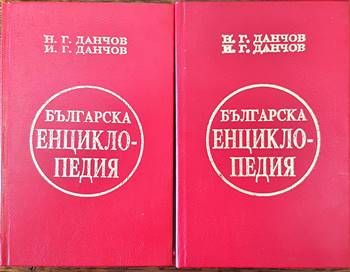 Н. Г. ДАНЧОВ
И. Г. ДАНЧОВ
БЪЛГАРСКА
ЕНЦИКЛО-
ПЕДИЯ
Н. Г. ДАНЧОВ
И. Г. ДАНЧОВ
БЪЛГАРСКА
ЕНЦИКЛО-
ПЕДИЯ